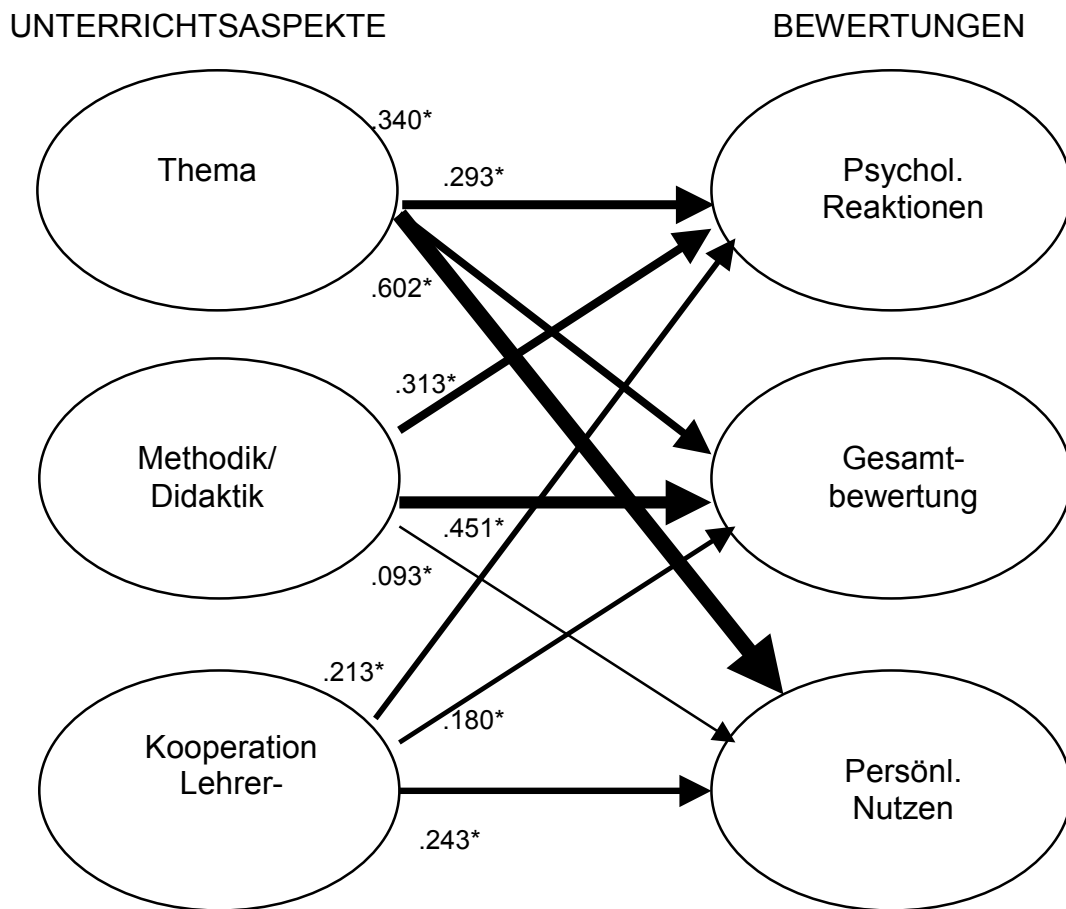 UNTERRICHTSASPEKTE
BEWERTUNGEN
.340*
Thema
.293*
Psychol.
Reaktionen
.602*
.313*
Methodik/
Didaktik
Gesamt-
bewertung
.451*
.093*
.213*
.180*
Kooperation
Lehrer-
Persönl.
Nutzen
.243*